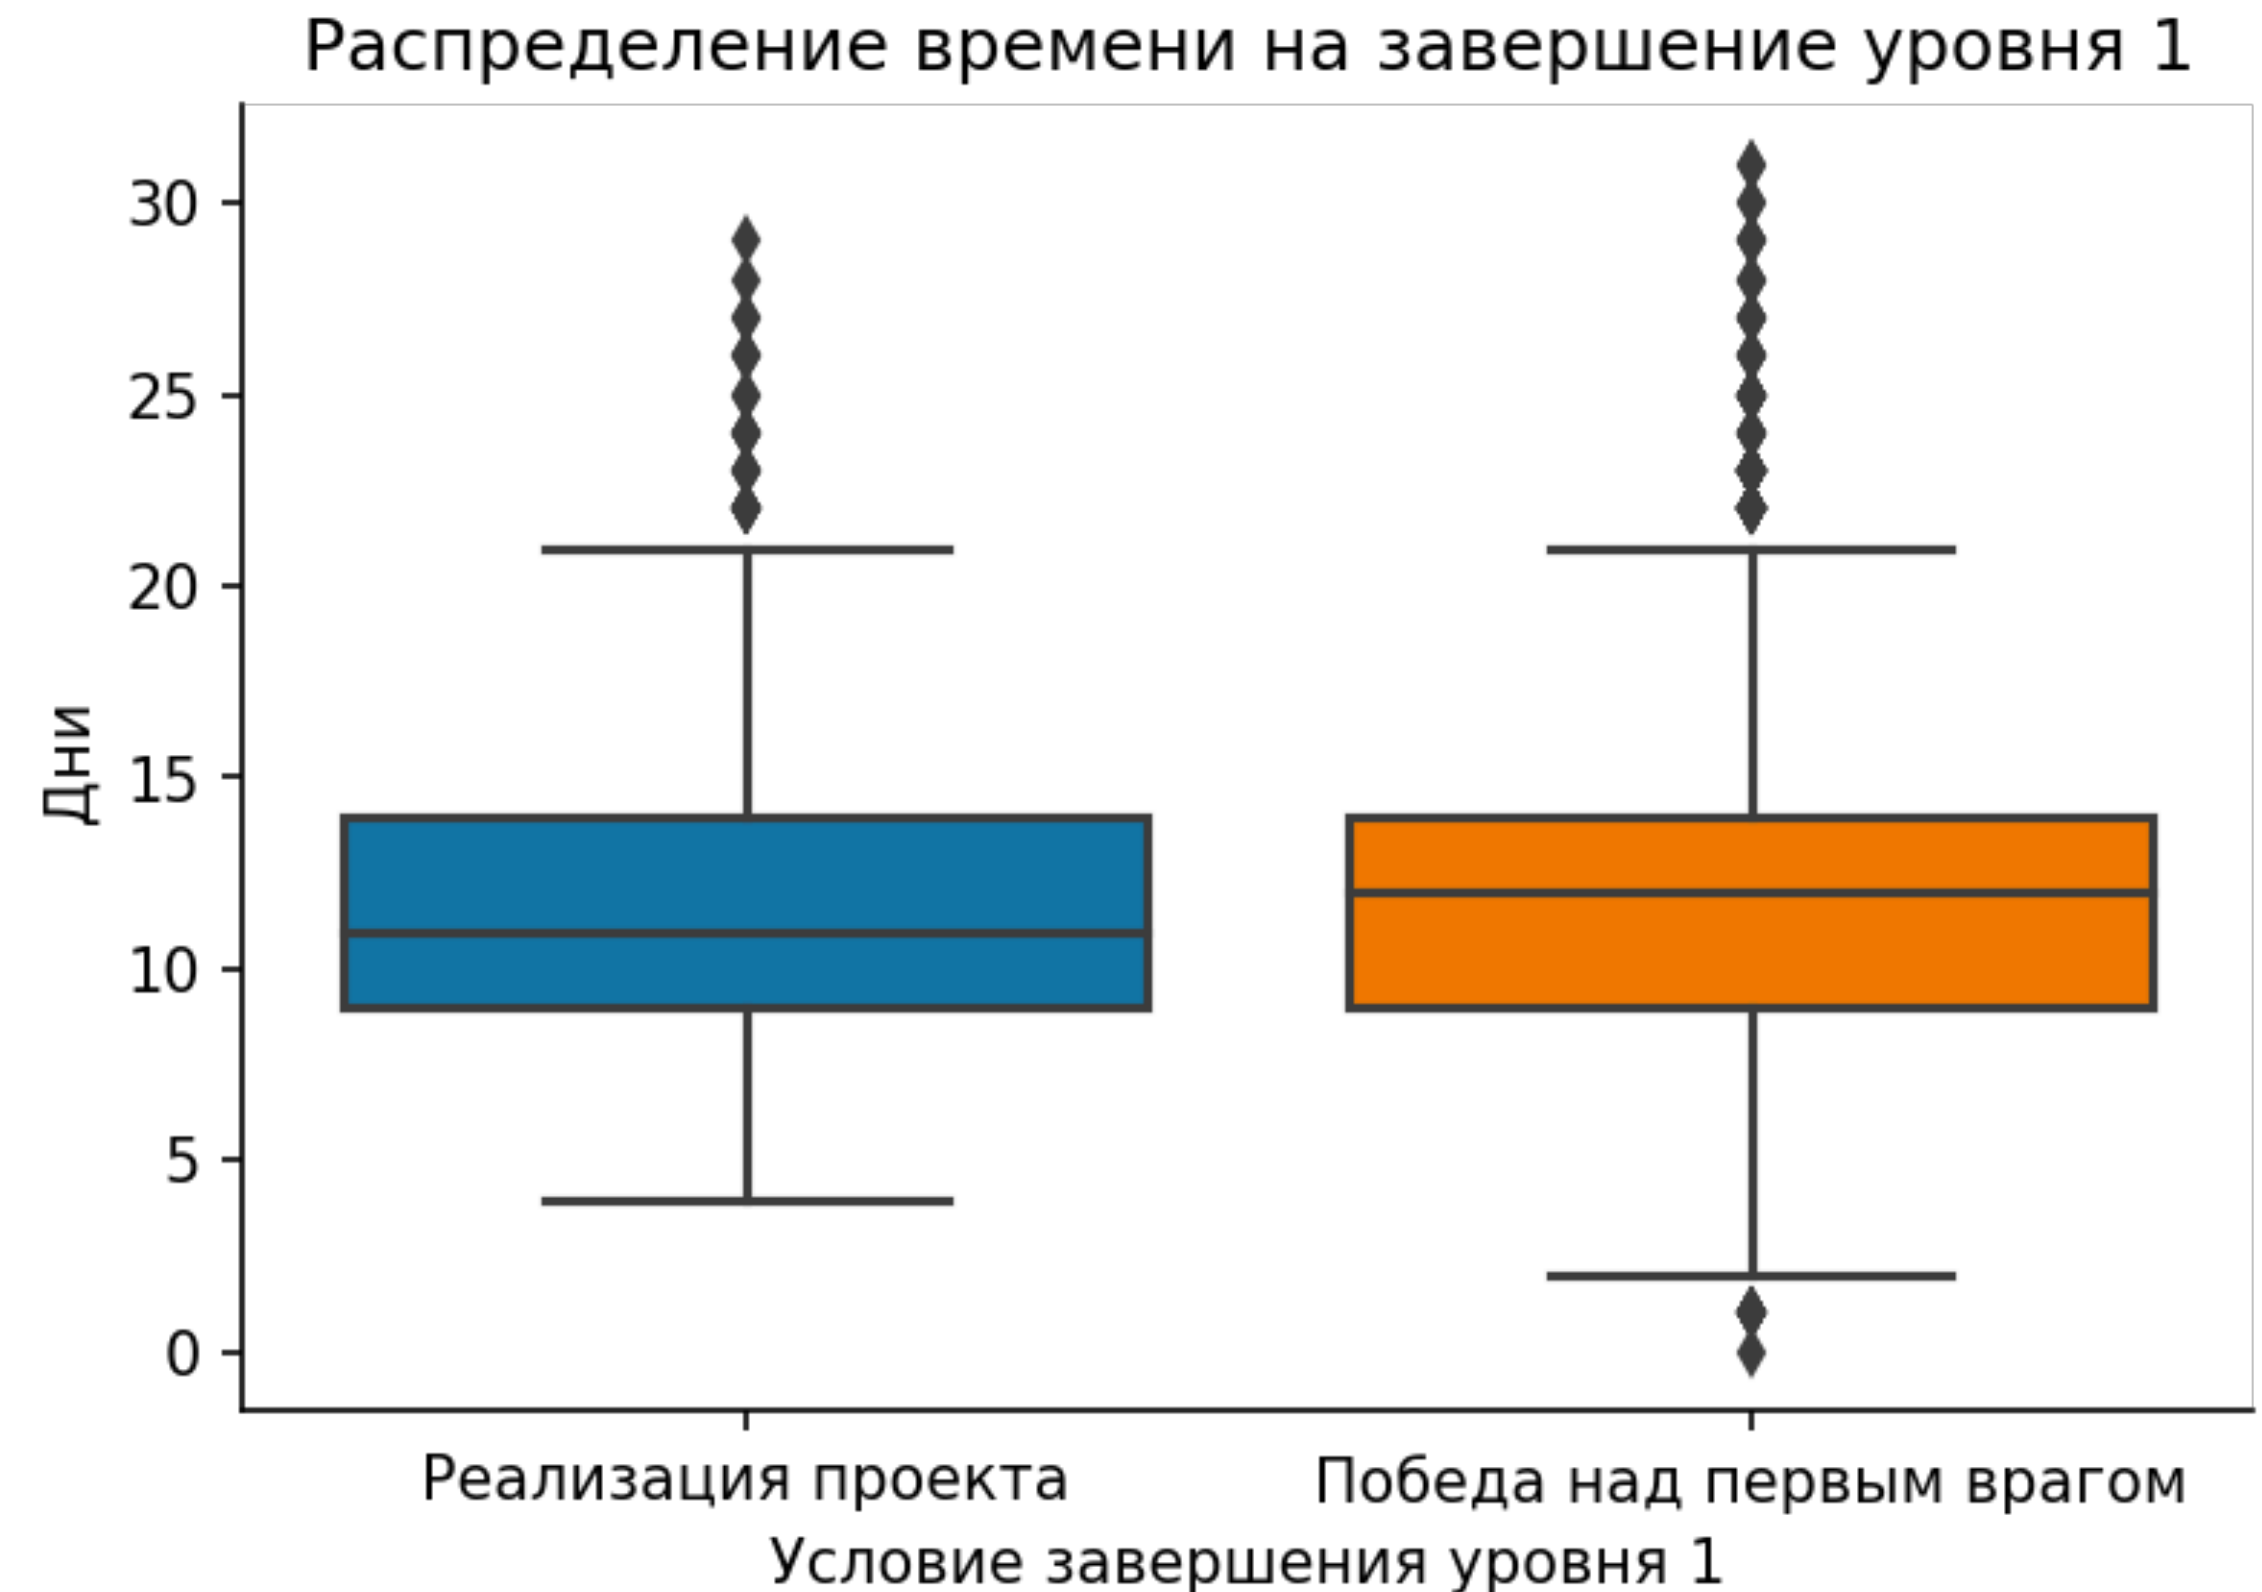 Распределение времени на завершение уровня 1
30
25
20
15
10
5
0
Дни
Реализация проекта
Победа над первым врагом
Условие завершения уровня 1